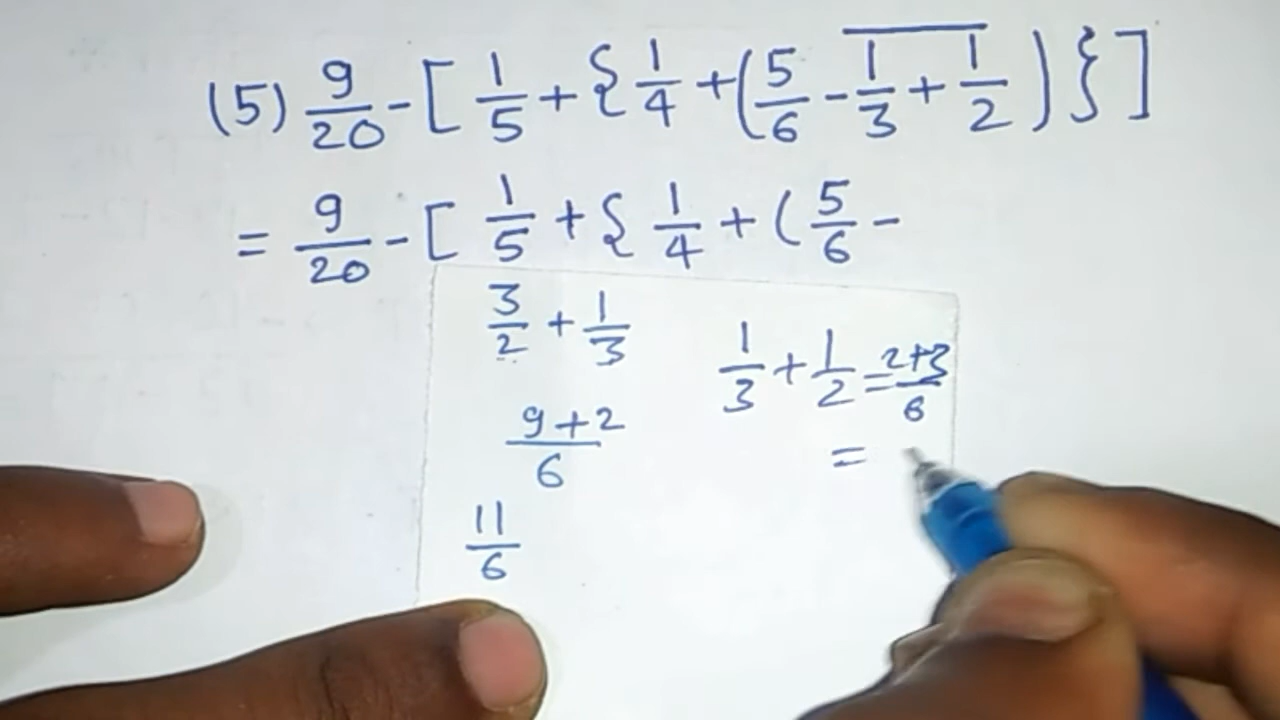 (5) 9/20 - [ 1/5 + { 1/4 + ( 5/6 - 1/3 + 1/2 ) } ]
= 9/20 - [ 1/5 + { 1/4 + ( 5/6 -
3/2 + 1/3
9+2/6
11/6
1/3 + 1/2 = 2+3/6
=